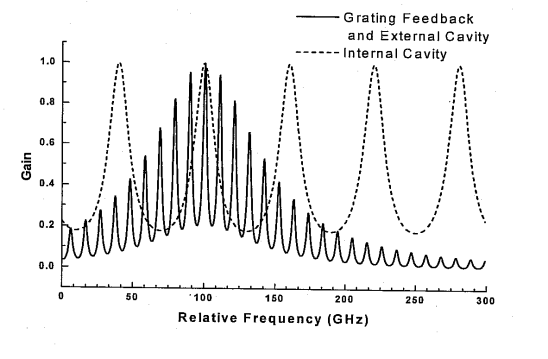 Grating Feedback
and External Cavity
Internal Cavity
1.0
0.8
0.6
0.4
0.2
0.0
Gain
0 50 100 150 200 250 300
Relative Frequency (GHz)